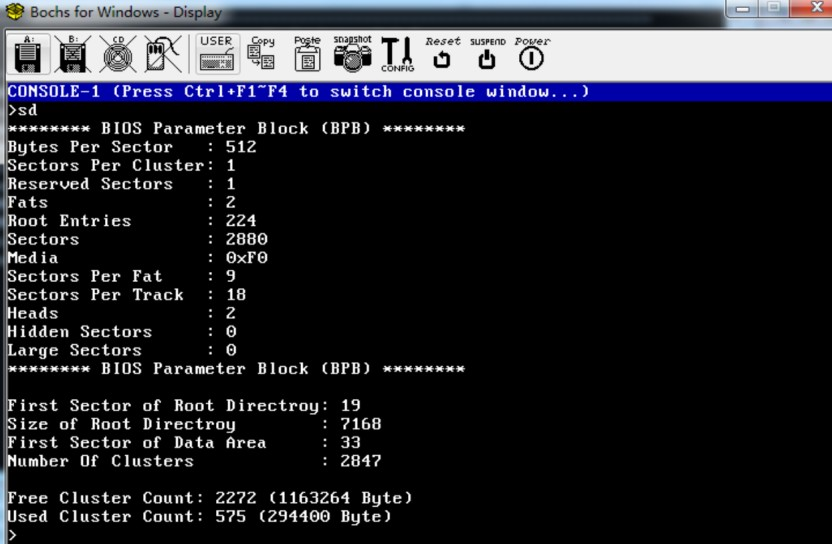 Bochs for Windows - Display
A: B: CD USER Copy Paste snapshot CONFIG Reset SUSPEND Power
CONSOLE-1 (Press Ctrl+F1~F4 to switch console window...)
>sd
******** BIOS Parameter Block (BPB) ********
Bytes Per Sector   : 512
Sectors Per Cluster: 1
Reserved Sectors   : 1
Fats               : 2
Root Entries       : 224
Sectors            : 2880
Media              : 0xF0
Sectors Per Fat    : 9
Sectors Per Track  : 18
Heads              : 2
Hidden Sectors     : 0
Large Sectors      : 0
******** BIOS Parameter Block (BPB) ********
First Sector of Root Directroy: 19
Size of Root Directroy        : 7168
First Sector of Data Area     : 33
Number Of Clusters            : 2847
Free Cluster Count: 2272 (1163264 Byte)
Used Cluster Count: 575 (294400 Byte)
>